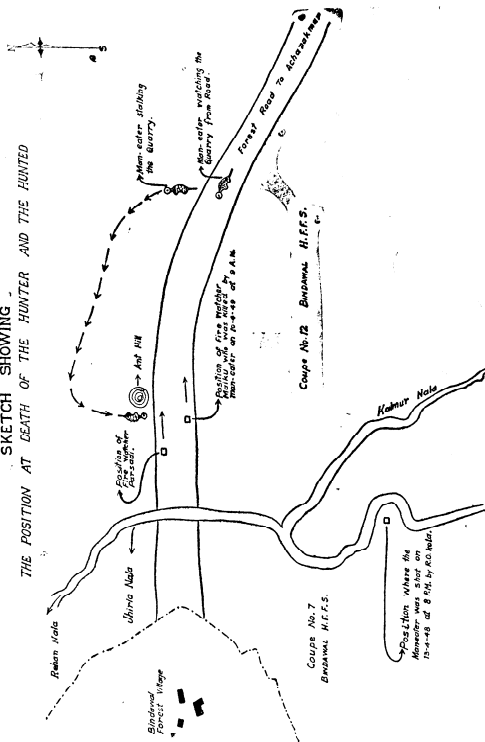 SKETCH SHOWING
THE POSITION AT DEATH OF THE HUNTER AND THE HUNTED
N
S
Man-eater stalking
the Quarry.
Man-eater watching the
Quarry from Road.
Forest Road To Achanakmar
Ant Hill
Position of
Fire Watcher
Parsadi.
Position of Fire Watcher
Maiku who was killed by
Man-eater on 10-4-48 at 9 A.M.
Coupe No. 12 BINDAWAL H.F.F.S.
Rehan Nala
Jhiria Nala
Kalmur Nala
Coupe No. 7
BINDAWAL H.F.F.S.
Position where the
Maneater was shot on
13-4-48 at 8 P.M. by R.O. Kota.
Bindawal
Forest Village